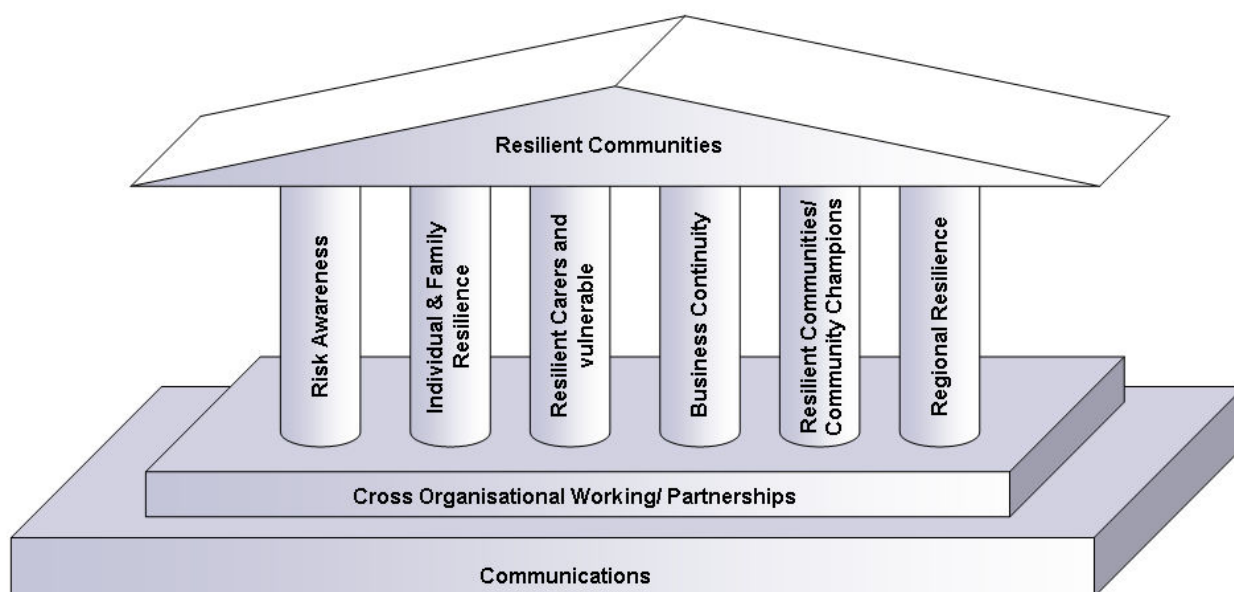 Resilient Communities
Risk Awareness
Individual & Family
Resilience
Resilient Carers and
vulnerable
Business Continuity
Resilient Communities/
Community Champions
Regional Resilience
Cross Organisational Working/ Partnerships
Communications